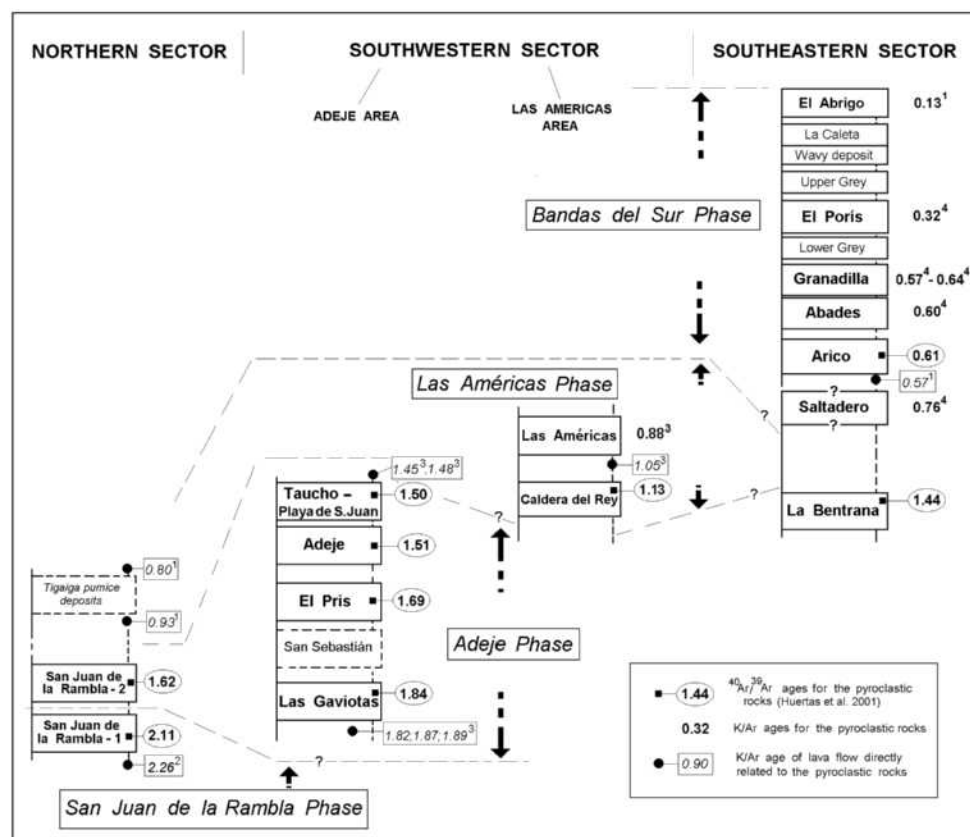 NORTHERN SECTOR
SOUTHWESTERN SECTOR
SOUTHEASTERN SECTOR
ADEJE AREA
LAS AMERICAS
AREA
El Abrigo 0.13¹
La Caleta
Wavy deposit
Upper Grey
Bandas del Sur Phase
El Poris 0.32⁴
Lower Grey
Granadilla 0.57⁴- 0.64⁴
Abades 0.60⁴
Arico 0.61
0.57¹
?
Saltadero 0.76⁴
?
La Bentrana 1.44
Las Américas Phase
?
Las Américas 0.88³
1.05³
Caldera del Rey 1.13
?
1.45³;1.48³
Taucho –
Playa de S.Juan 1.50
?
Adeje 1.51
El Pris 1.69
San Sebastián
Adeje Phase
Las Gaviotas 1.84
1.82;1.87;1.89³
?
0.80¹
Tigaiga pumice
deposits
0.93¹
San Juan de
la Rambla - 2 1.62
San Juan de
la Rambla - 1 2.11
2.26²
San Juan de la Rambla Phase
1.44 ⁴⁰Ar/³⁹Ar ages for the pyroclastic
rocks (Huertas et al. 2001)
0.32 K/Ar ages for the pyroclastic rocks
0.90 K/Ar age of lava flow directly
related to the pyroclastic rocks